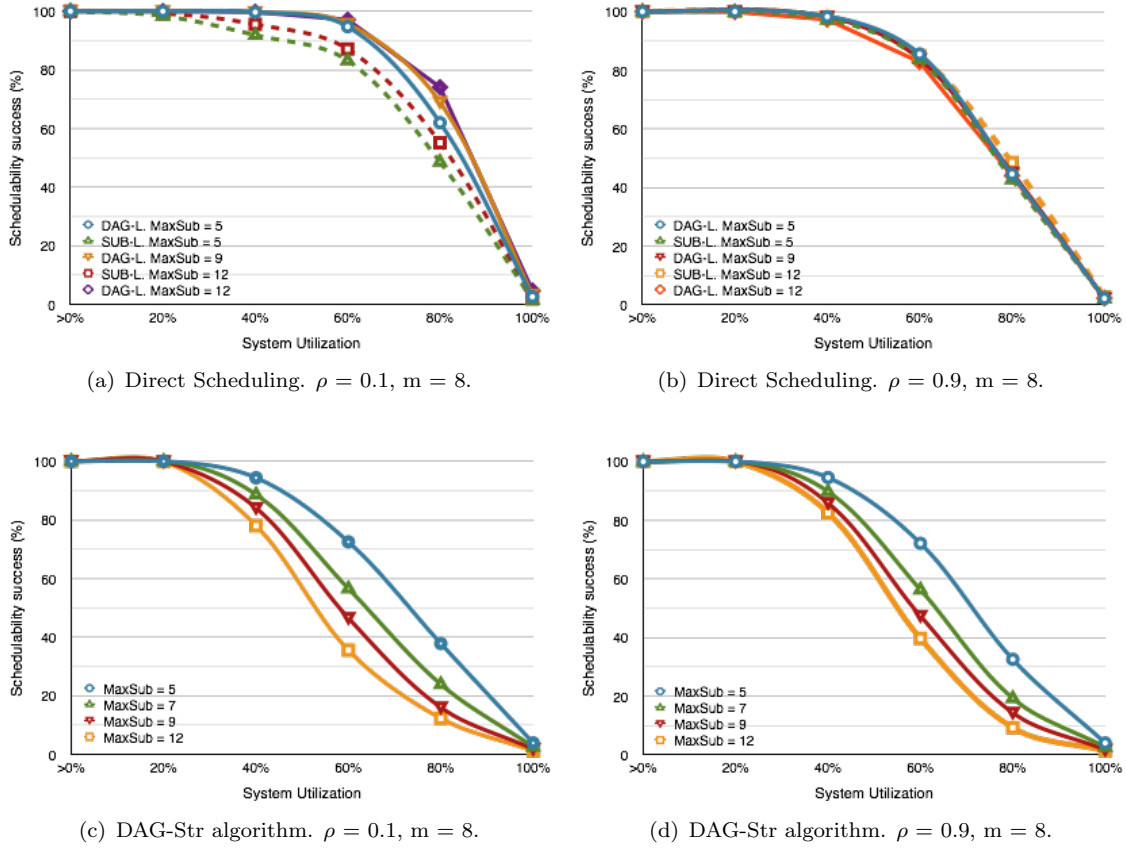 Schedulability success (%)
100
80
60
40
20
0
DAG-L. MaxSub = 5
SUB-L. MaxSub = 5
DAG-L. MaxSub = 9
SUB-L. MaxSub = 12
DAG-L. MaxSub = 12
>0% 20% 40% 60% 80% 100%
System Utilization
(a) Direct Scheduling. ρ = 0.1, m = 8.
Schedulability success (%)
100
80
60
40
20
0
DAG-L. MaxSub = 5
SUB-L. MaxSub = 5
DAG-L. MaxSub = 9
SUB-L. MaxSub = 12
DAG-L. MaxSub = 12
>0% 20% 40% 60% 80% 100%
System Utilization
(b) Direct Scheduling. ρ = 0.9, m = 8.
Schedulability success (%)
100
80
60
40
20
0
MaxSub = 5
MaxSub = 7
MaxSub = 9
MaxSub = 12
>0% 20% 40% 60% 80% 100%
System Utilization
(c) DAG-Str algorithm. ρ = 0.1, m = 8.
Schedulability success (%)
100
80
60
40
20
0
MaxSub = 5
MaxSub = 7
MaxSub = 9
MaxSub = 12
>0% 20% 40% 60% 80% 100%
System Utilization
(d) DAG-Str algorithm. ρ = 0.9, m = 8.